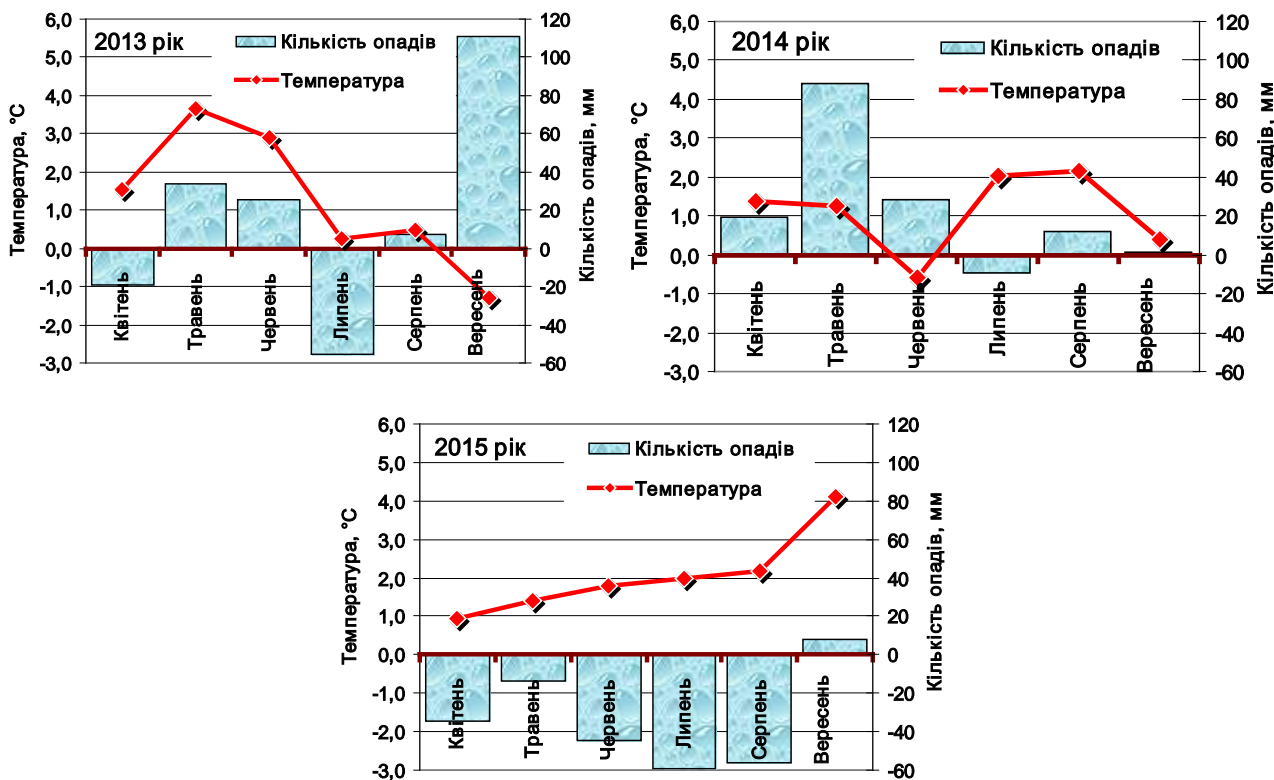 2013 рік
Кількість опадів
Температура
Температура, °С
6,0
5,0
4,0
3,0
2,0
1,0
0,0
-1,0
-2,0
-3,0
120
100
80
60
40
20
0
-20
-40
-60
Кількість опадів, мм
Квітень
Травень
Червень
Липень
Серпень
Вересень
2014 рік
Кількість опадів
Температура
Температура, °С
6,0
5,0
4,0
3,0
2,0
1,0
0,0
-1,0
-2,0
-3,0
120
100
80
60
40
20
0
-20
-40
-60
Кількість опадів, мм
Квітень
Травень
Червень
Липень
Серпень
Вересень
2015 рік
Кількість опадів
Температура
Температура, °С
6,0
5,0
4,0
3,0
2,0
1,0
0,0
-1,0
-2,0
-3,0
120
100
80
60
40
20
0
-20
-40
-60
Кількість опадів, мм
Квітень
Травень
Червень
Липень
Серпень
Вересень